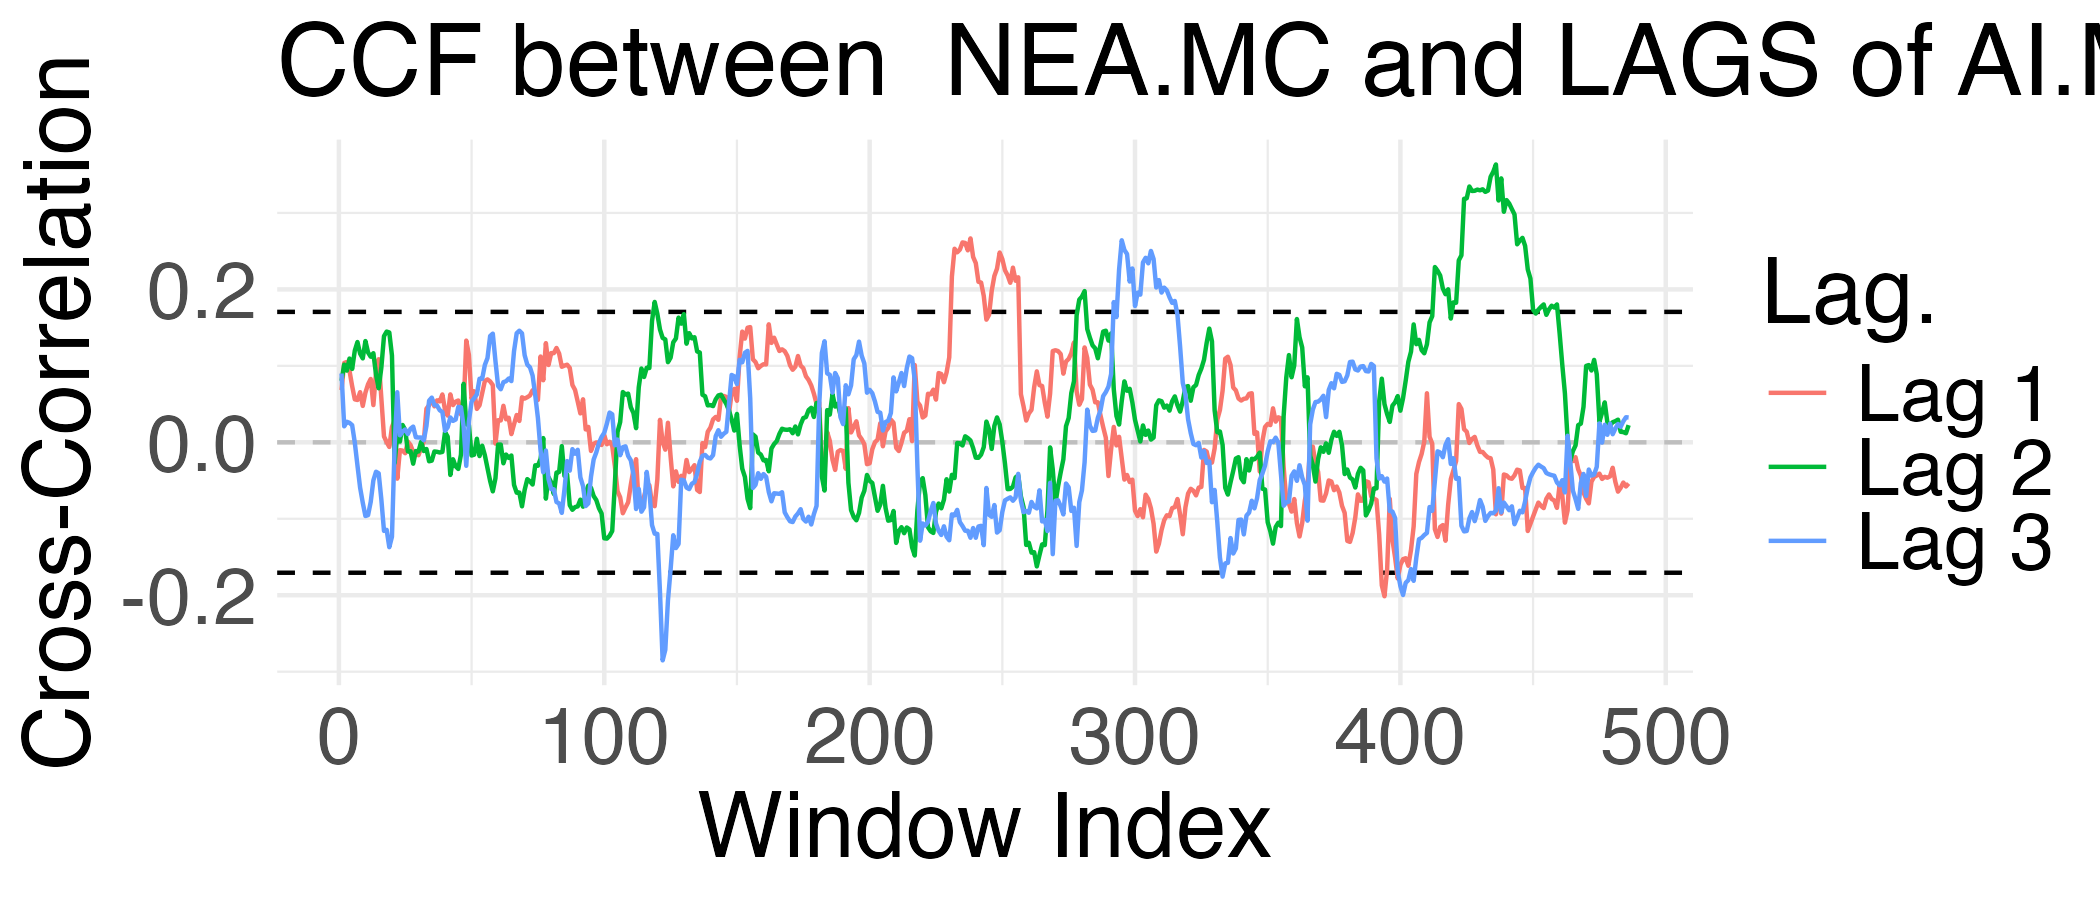 CCF between  NEA.MC and LAGS of AI.
Cross-Correlation
0.2
0.0
-0.2
0
100
200
300
400
500
Window Index
Lag.
Lag 1
Lag 2
Lag 3